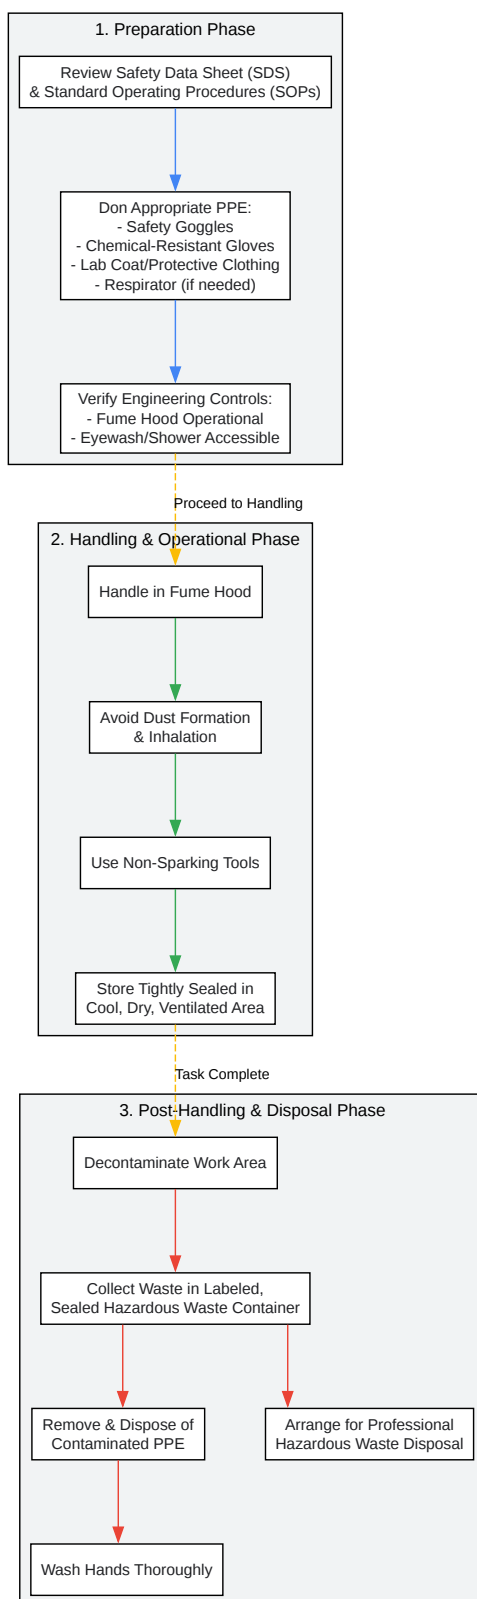 1. Preparation Phase
Review Safety Data Sheet (SDS)
& Standard Operating Procedures (SOPs)
Don Appropriate PPE:
- Safety Goggles
- Chemical-Resistant Gloves
- Lab Coat/Protective Clothing
- Respirator (if needed)
Verify Engineering Controls:
- Fume Hood Operational
- Eyewash/Shower Accessible
Proceed to Handling
2. Handling & Operational Phase
Handle in Fume Hood
Avoid Dust Formation
& Inhalation
Use Non-Sparking Tools
Store Tightly Sealed in
Cool, Dry, Ventilated Area
Task Complete
3. Post-Handling & Disposal Phase
Decontaminate Work Area
Collect Waste in Labeled,
Sealed Hazardous Waste Container
Remove & Dispose of
Contaminated PPE
Arrange for Professional
Hazardous Waste Disposal
Wash Hands Thoroughly